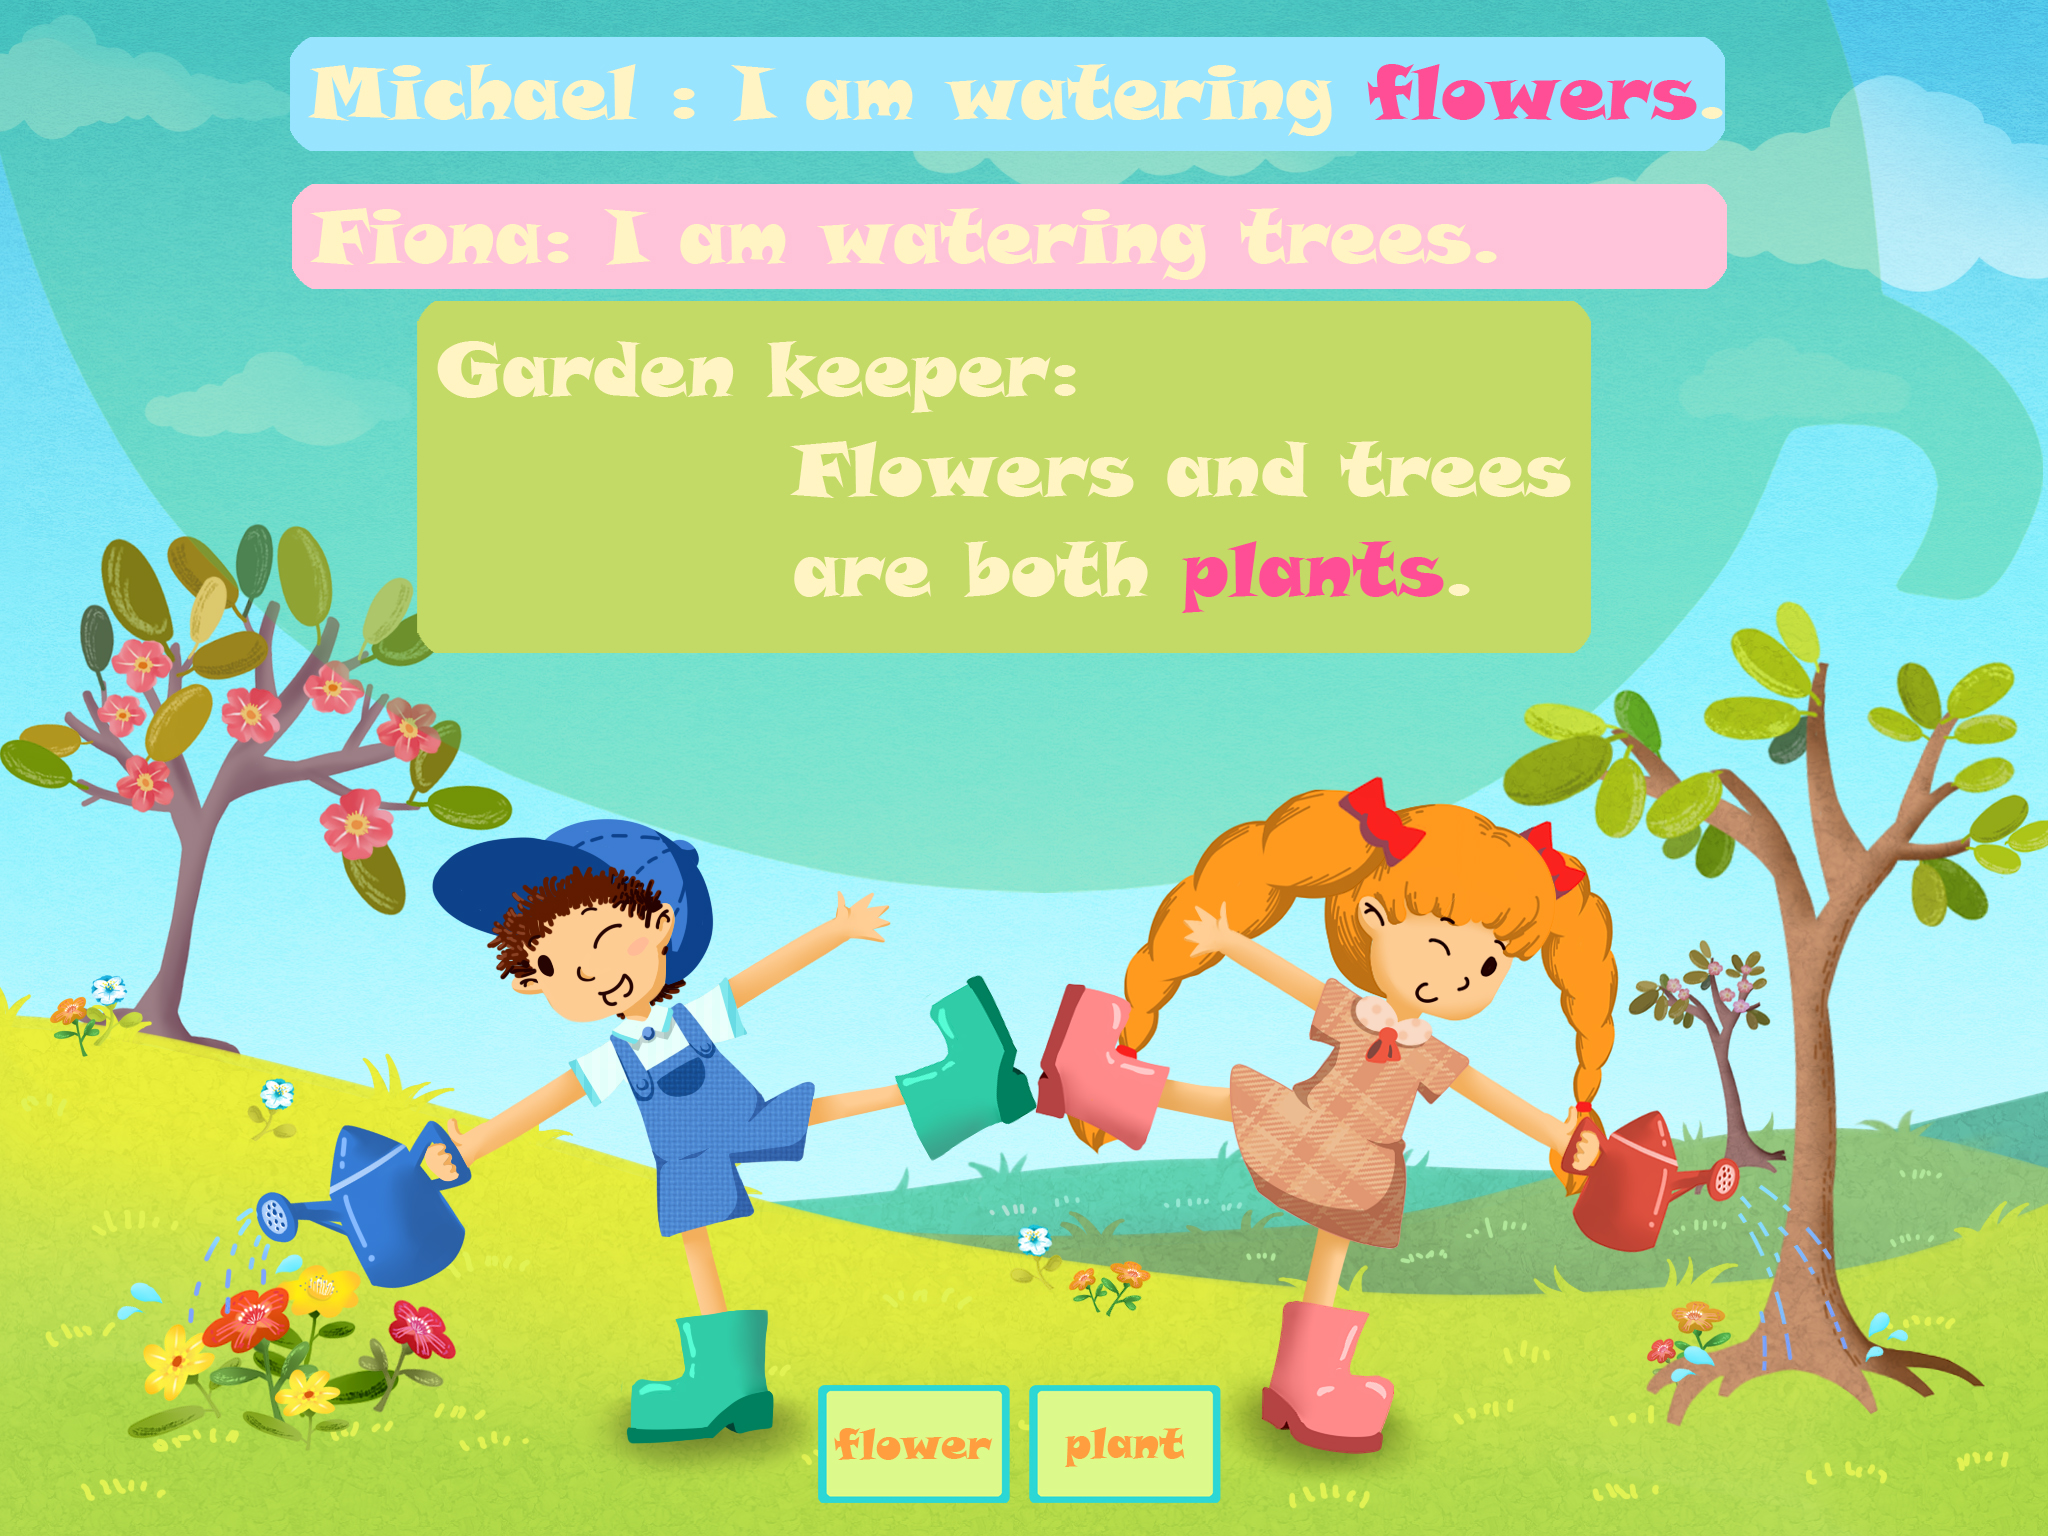 Michael : I am watering flowers.
Fiona: I am watering trees.
Garden keeper:
Flowers and trees
are both plants.
flower
plant